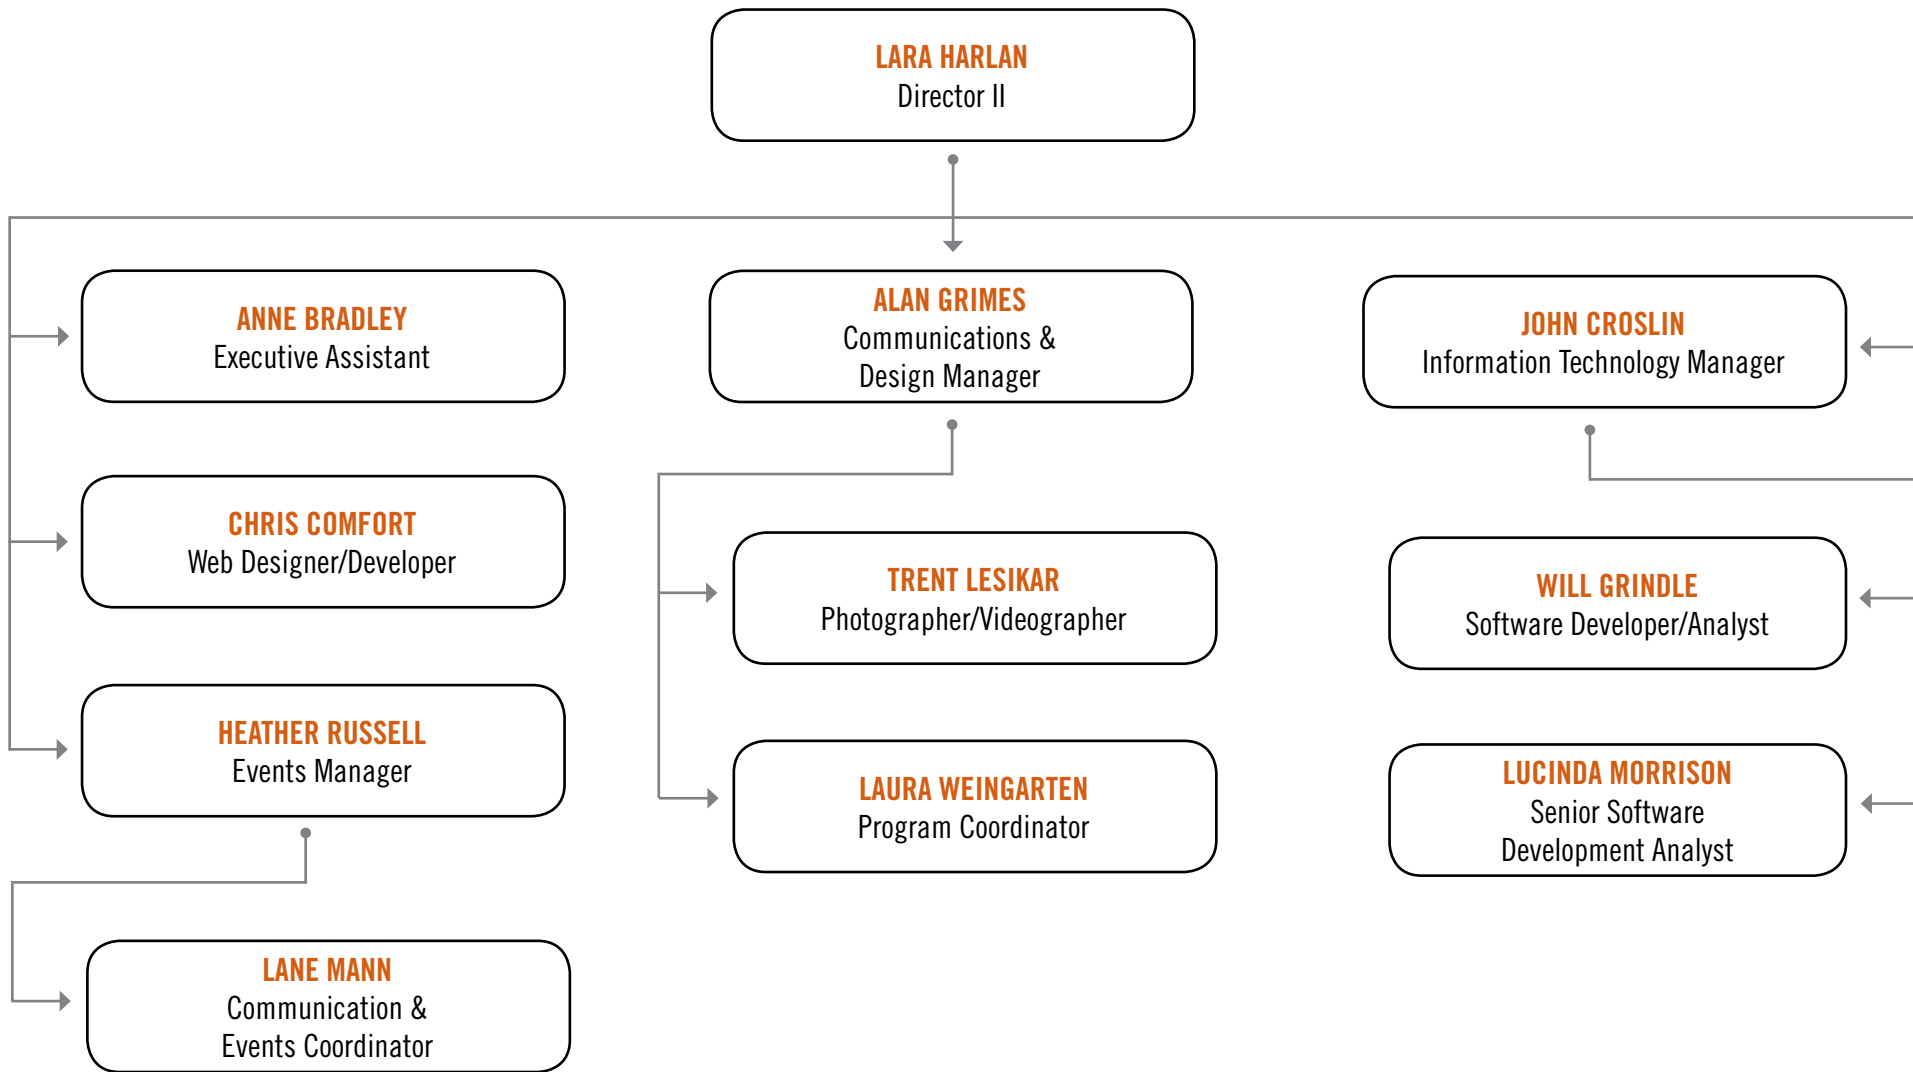 LARA HARLAN
Director II
ANNE BRADLEY
Executive Assistant
ALAN GRIMES
Communications &
Design Manager
JOHN CROSLIN
Information Technology Manager
CHRIS COMFORT
Web Designer/Developer
TRENT LESIKAR
Photographer/Videographer
WILL GRINDLE
Software Developer/Analyst
HEATHER RUSSELL
Events Manager
LAURA WEINGARTEN
Program Coordinator
LUCINDA MORRISON
Senior Software
Development Analyst
LANE MANN
Communication &
Events Coordinator